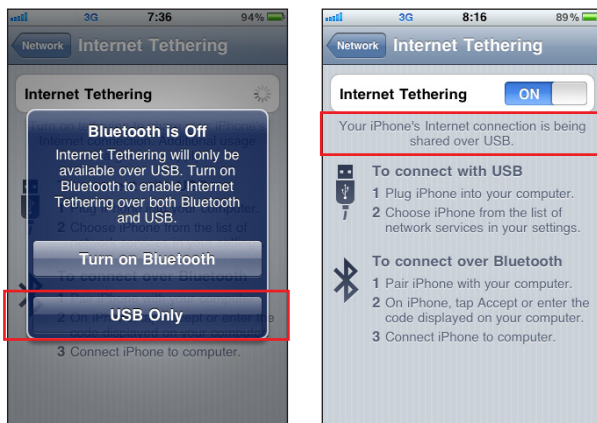 3G 7:36 94%
Network Internet Tethering
Internet Tethering
Bluetooth is Off
Internet Tethering will only be
available over USB. Turn on
Bluetooth to enable Internet
Tethering over both Bluetooth
and USB.
Turn on Bluetooth
To connect over Bluetooth
USB Only
3 Connect iPhone to computer.
3G 8:16 89%
Network Internet Tethering
Internet Tethering ON
Your iPhone's Internet connection is being
shared over USB.
To connect with USB
1 Plug iPhone into your computer.
2 Choose iPhone from the list of
network services in your settings.
To connect over Bluetooth
1 Pair iPhone with your computer.
2 On iPhone, tap Accept or enter the
code displayed on your computer.
3 Connect iPhone to computer.